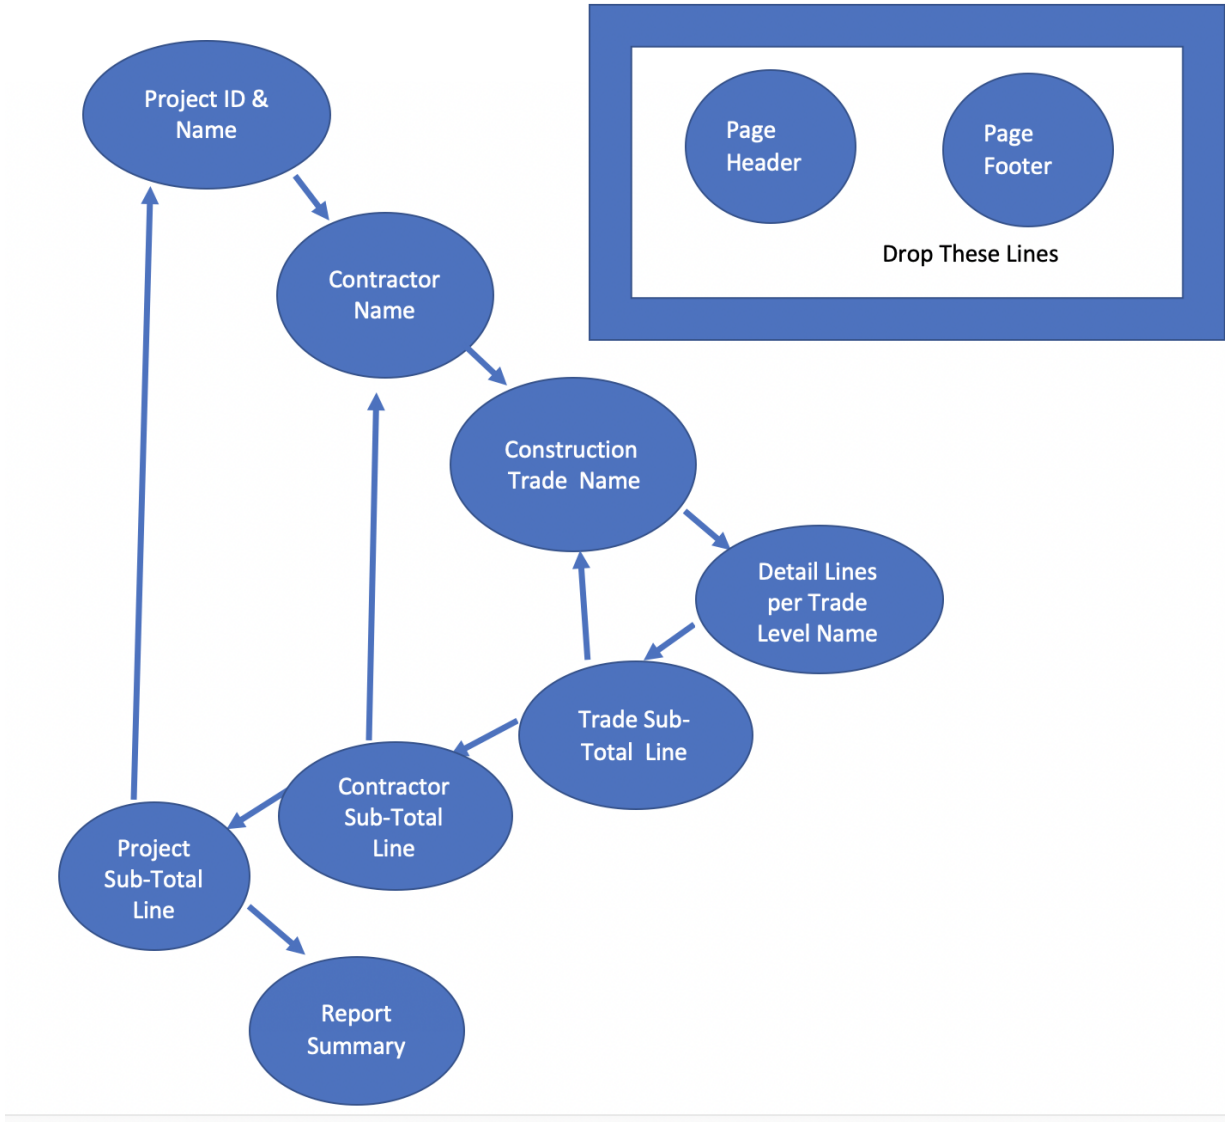 Project ID &
Name
Page
Header
Page
Footer
Drop These Lines
Contractor
Name
Construction
Trade  Name
Detail Lines
per Trade
Level Name
Trade Sub-
Total  Line
Contractor
Sub-Total
Line
Project
Sub-Total
Line
Report
Summary